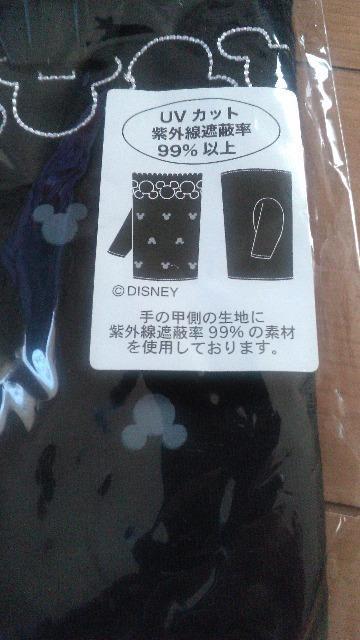 UVカット
紫外線遮蔽率
99%以上
©DISNEY
手の甲側の生地に
紫外線遮蔽率99%の素材
を使用しております。